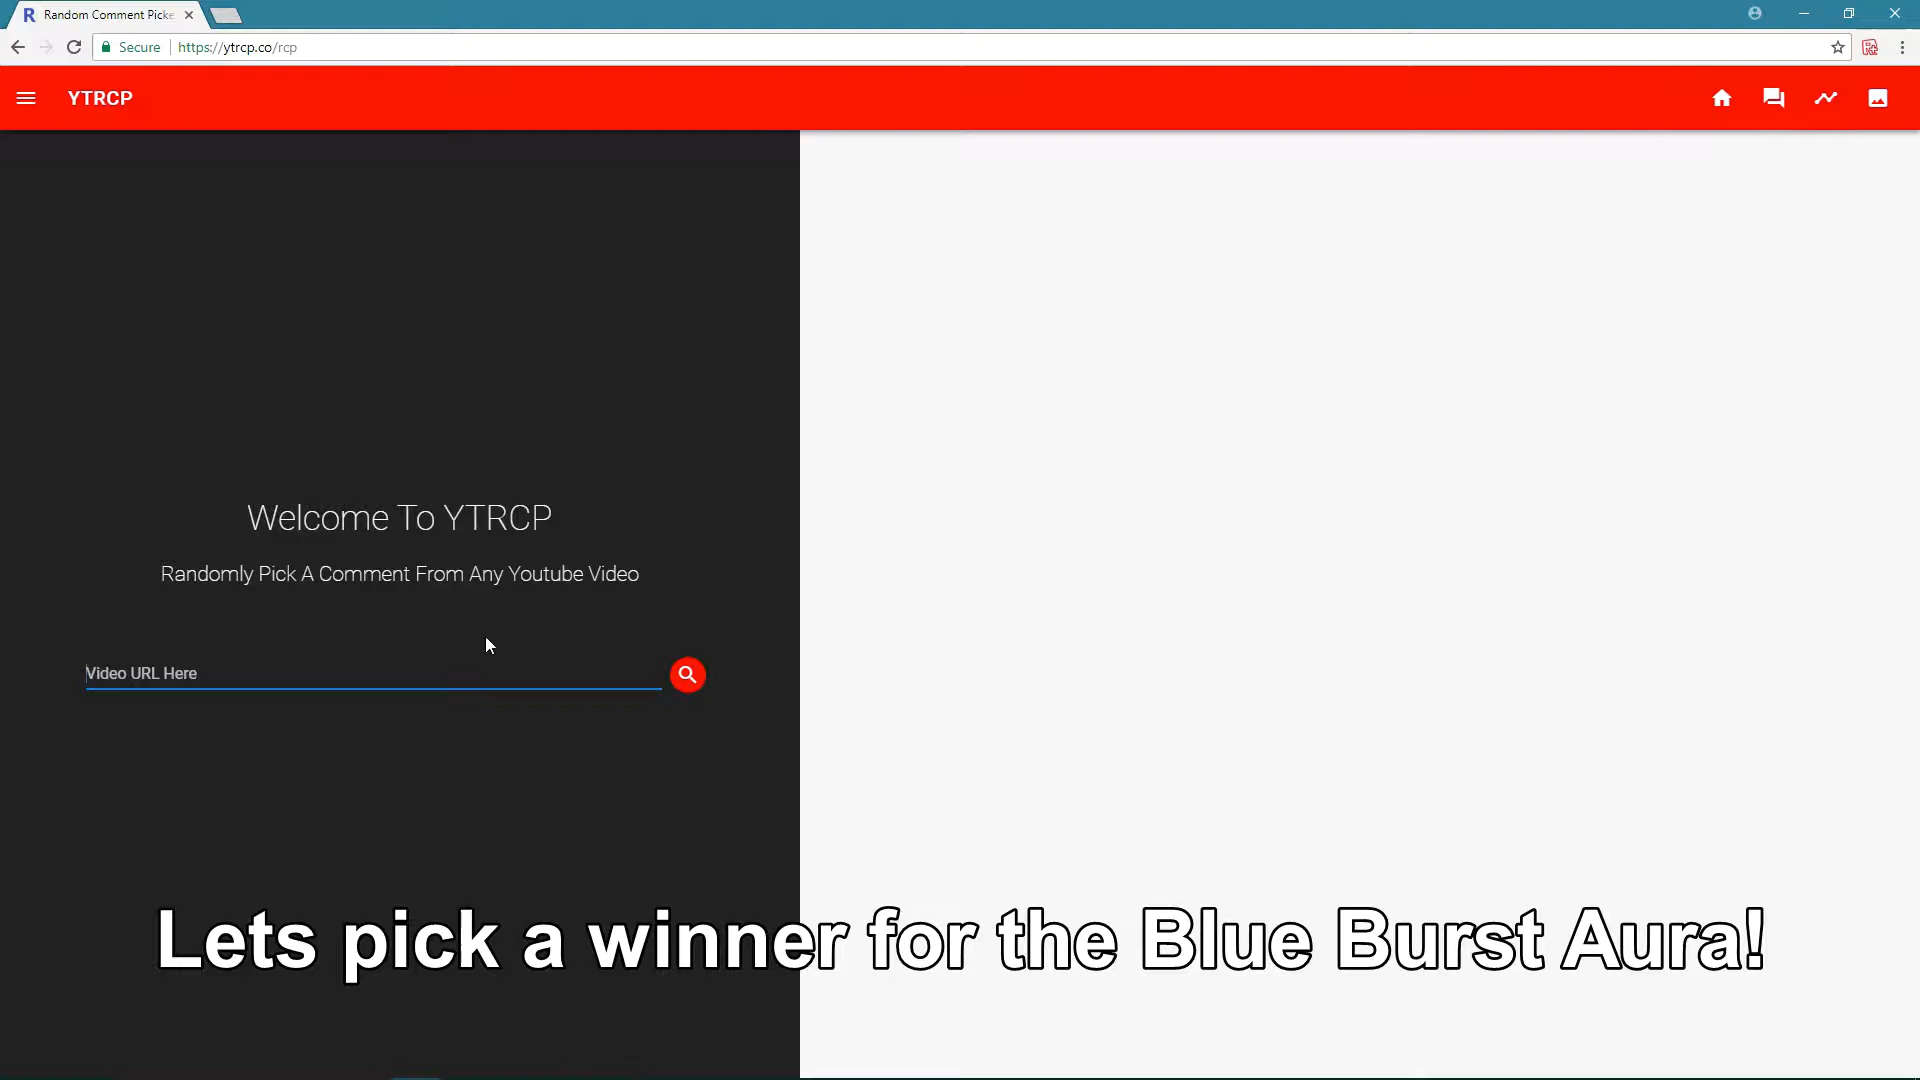 Random Comment Picke
Secure
https://ytrcp.co/rcp
YTRCP
Welcome To YTRCP
Randomly Pick A Comment From Any Youtube Video
Video URL Here
Lets pick a winner for the Blue Burst Aura!